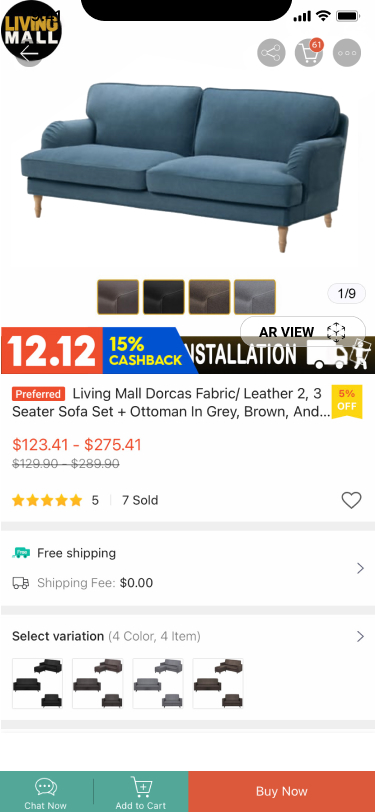 LIVING
MALL
61
1/9
AR VIEW
12.12
15%
CASHBACK
INSTALLATION
Preferred Living Mall Dorcas Fabric/ Leather 2, 3
Seater Sofa Set + Ottoman In Grey, Brown, And...
5%
OFF
$123.41 - $275.41
$129.90 - $289.90
5
7 Sold
Free shipping
Shipping Fee: $0.00
Select variation (4 Color, 4 Item)
Chat Now
Add to Cart
Buy Now